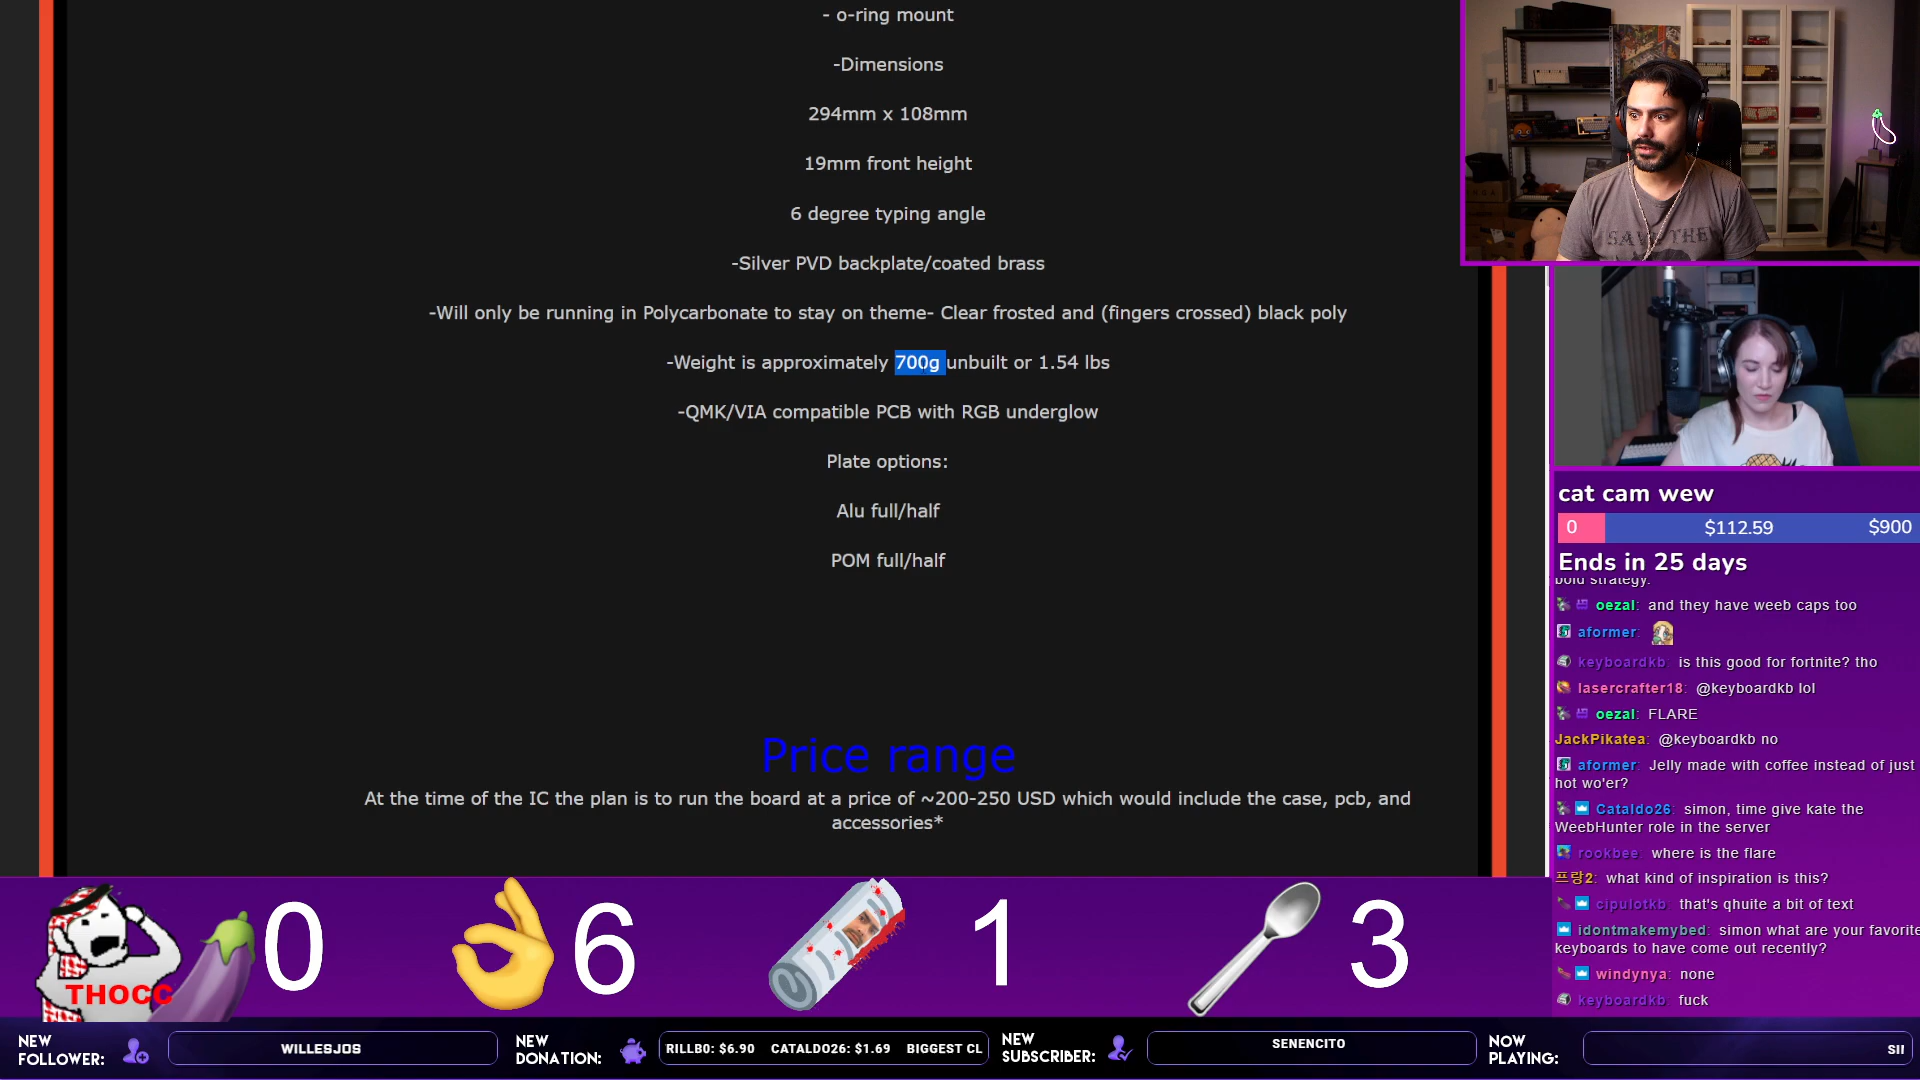 - o-ring mount
-Dimensions
294mm x 108mm
19mm front height
6 degree typing angle
-Silver PVD backplate/coated brass
-Will only be running in Polycarbonate to stay on theme- Clear frosted and (fingers crossed) black poly
-Weight is approximately 700g unbuilt or 1.54 lbs
-QMK/VIA compatible PCB with RGB underglow
Plate options:
Alu full/half
POM full/half
Price range
At the time of the IC the plan is to run the board at a price of ~200-250 USD which would include the case, pcb, and
accessories*
I SAVE THE
cat cam wew
0 $112.59 $900
Ends in 25 days
bold strategy.
oezal: and they have weeb caps too
aformer:
keyboardkb: is this good for fortnite? tho
lasercrafter18: @keyboardkb lol
oezal: FLARE
JackPikatea: @keyboardkb no
aformer: Jelly made with coffee instead of just
hot wo'er?
Cataldo26: simon, time give kate the
WeebHunter role in the server
rookbee: where is the flare
프랑2: what kind of inspiration is this?
cipulotkb: that's qhuite a bit of text
idontmakemybed: simon what are your favorite
keyboards to have come out recently?
windynya: none
keyboardkb: fuck
THOCC 0 6 1 3
NEW FOLLOWER: WILLESJOS
NEW DONATION: RILLB0: $6.90 CATALDO26: $1.69 BIGGEST CL
NEW SUBSCRIBER: SENENCITO
NOW PLAYING: SII